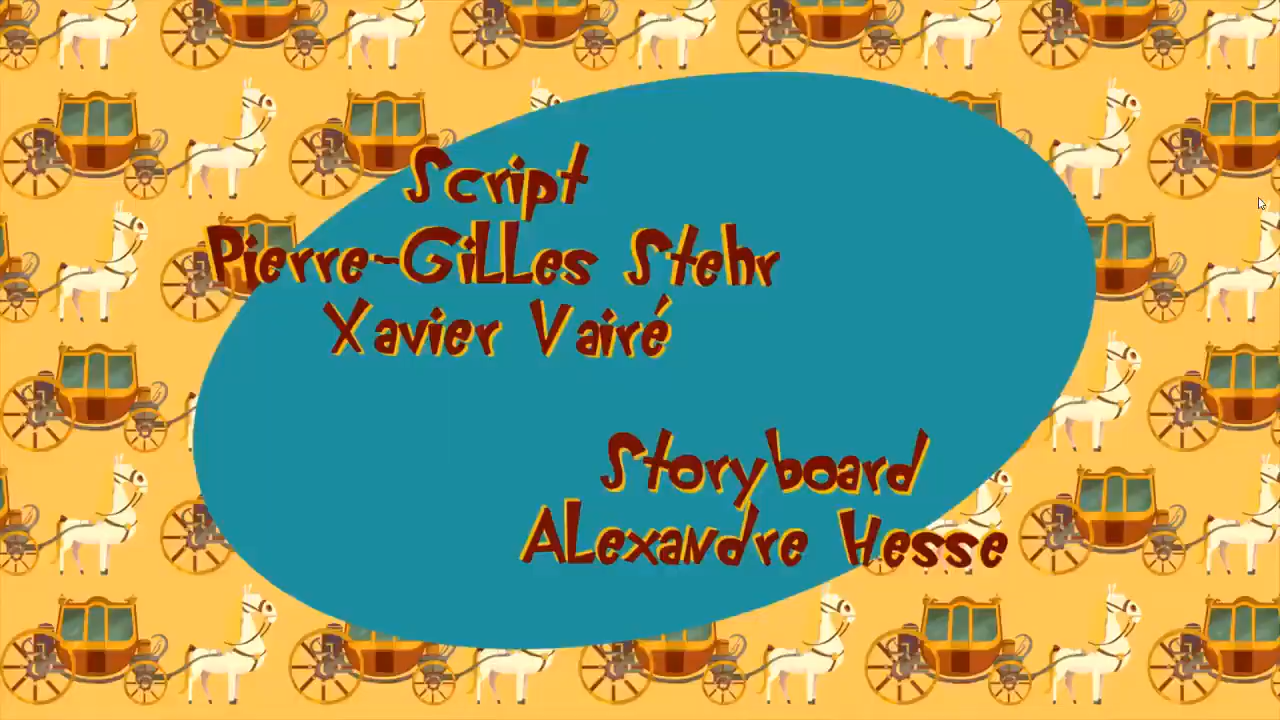 Script
Pierre-Gilles Stehr
Xavier Vairé
Storyboard
Alexandre Hesse